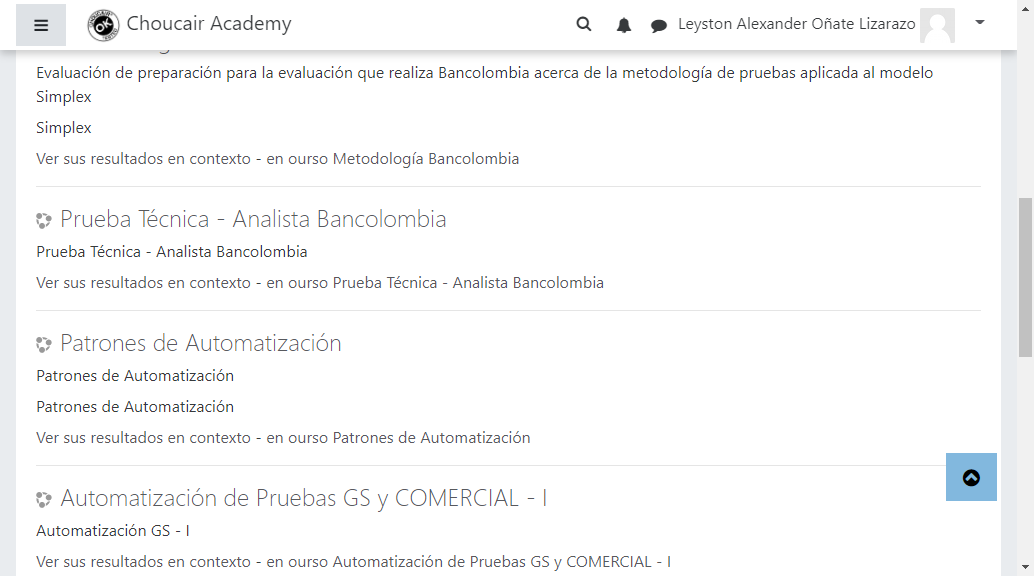 Choucair Academy
Leyston Alexander Oñate Lizarazo
Evaluación de preparación para la evaluación que realiza Bancolombia acerca de la metodología de pruebas aplicada al modelo
Simplex
Simplex
Ver sus resultados en contexto - en ourso Metodología Bancolombia
Prueba Técnica - Analista Bancolombia
Prueba Técnica - Analista Bancolombia
Ver sus resultados en contexto - en ourso Prueba Técnica - Analista Bancolombia
Patrones de Automatización
Patrones de Automatización
Patrones de Automatización
Ver sus resultados en contexto - en ourso Patrones de Automatización
Automatización de Pruebas GS y COMERCIAL - I
Automatización GS - I
Ver sus resultados en contexto - en ourso Automatización de Pruebas GS y COMERCIAL - I